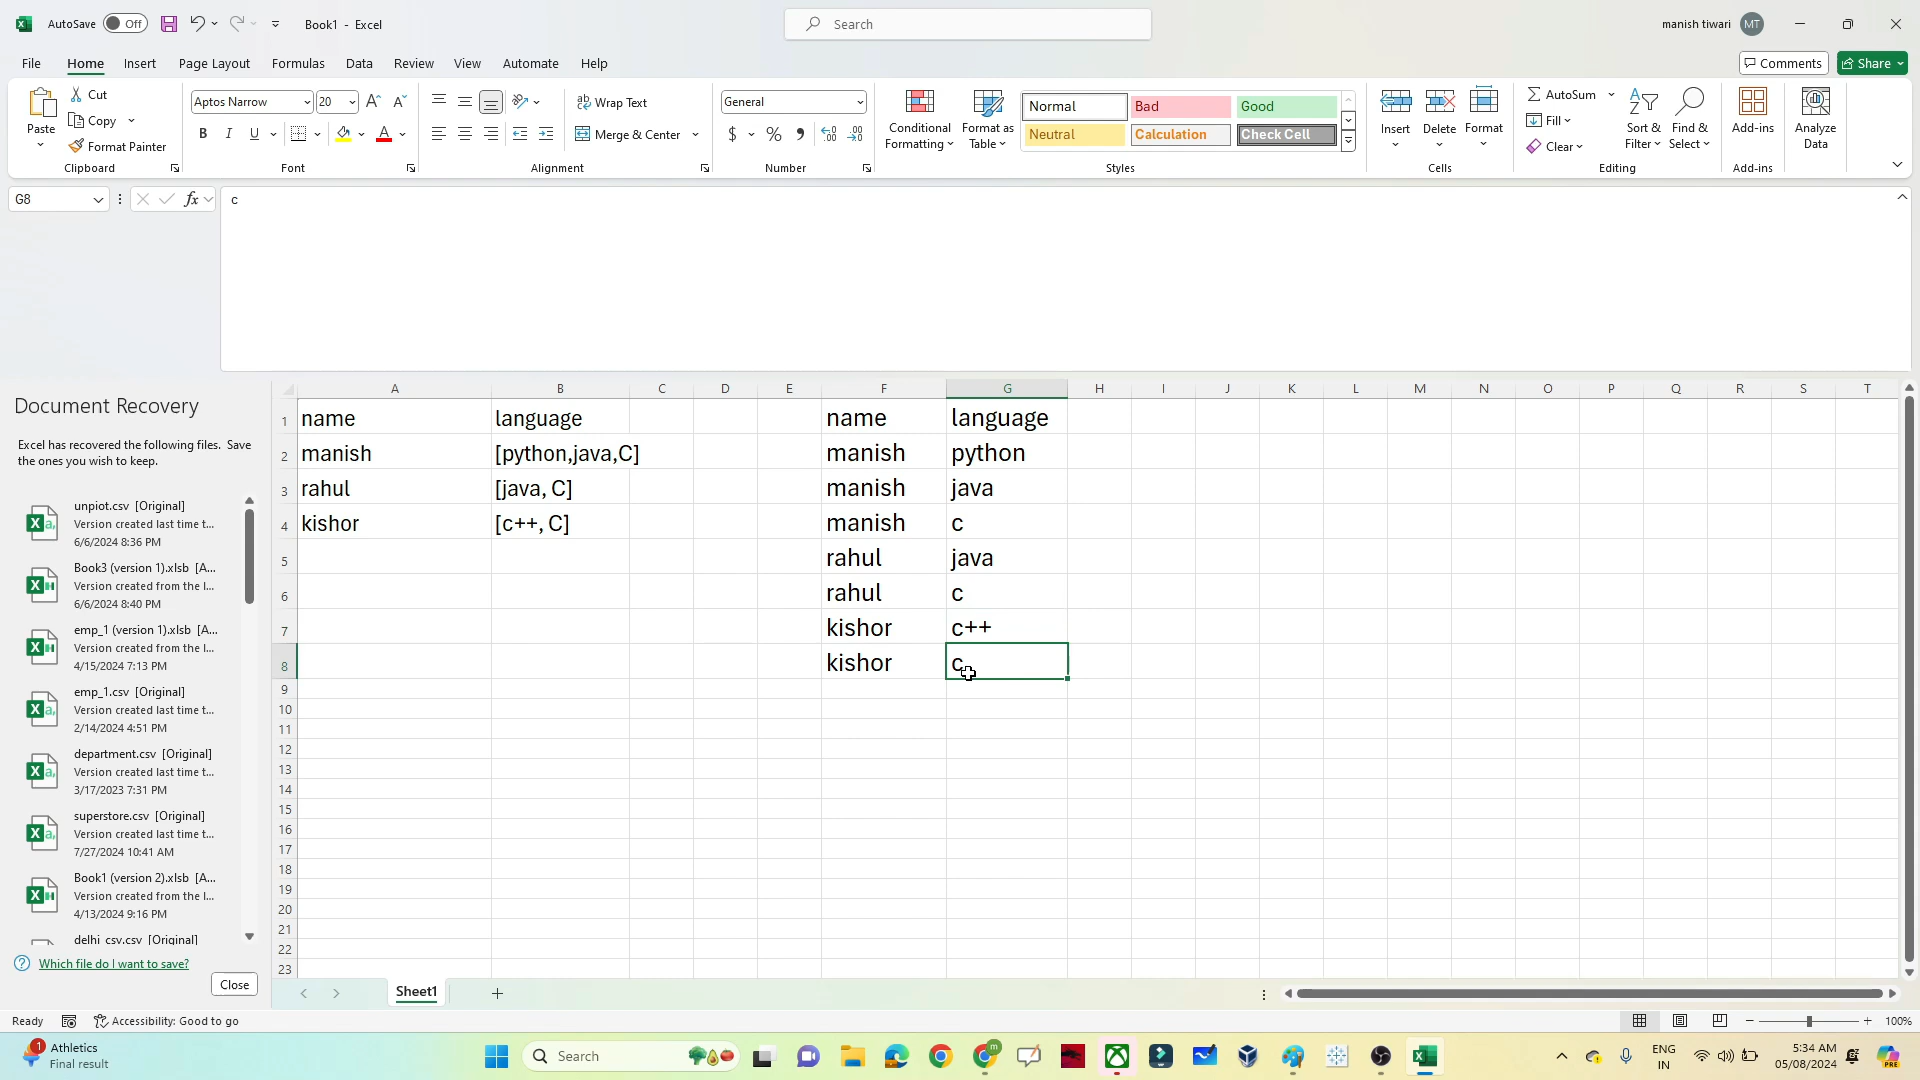 AutoSave Off Book1 - Excel Search manish tiwari MT
File Home Insert Page Layout Formulas Data Review View Automate Help Comments Share
Paste Cut Copy Format Painter
Clipboard
Aptos Narrow 20
B I U
Font
Wrap Text
Merge & Center
Alignment
General
$ % ,
Number
Conditional Formatting
Format as Table
Normal Bad Good
Neutral Calculation Check Cell
Styles
Insert Delete Format
Cells
AutoSum
Fill
Clear
Sort & Filter
Find & Select
Editing
Add-ins
Add-ins
Analyze Data
G8 fx c
Document Recovery
Excel has recovered the following files. Save
the ones you wish to keep.
unpiot.csv [Original]
Version created last time t...
6/6/2024 8:36 PM
Book3 (version 1).xlsb [A...
Version created from the l...
6/6/2024 8:40 PM
emp_1 (version 1).xlsb [A...
Version created from the l...
4/15/2024 7:13 PM
emp_1.csv [Original]
Version created last time t...
2/14/2024 4:51 PM
department.csv [Original]
Version created last time t...
3/17/2023 7:31 PM
superstore.csv [Original]
Version created last time t...
7/27/2024 10:41 AM
Book1 (version 2).xlsb [A...
Version created from the l...
4/13/2024 9:16 PM
delhi_csv.csv [Original]
Which file do I want to save?
Close
A B C D E F G H I J K L M N O P Q R S T
1 name language name language
2 manish [python,java,C] manish python
3 rahul [java, C] manish java
4 kishor [c++, C] manish c
5 rahul java
6 rahul c
7 kishor c++
8 kishor c
9
10
11
12
13
14
15
16
17
18
19
20
21
22
23
Sheet1
Ready Accessibility: Good to go 100%
1 Athletics
Final result
Search
m
ENG
IN
5:34 AM
05/08/2024
PRE